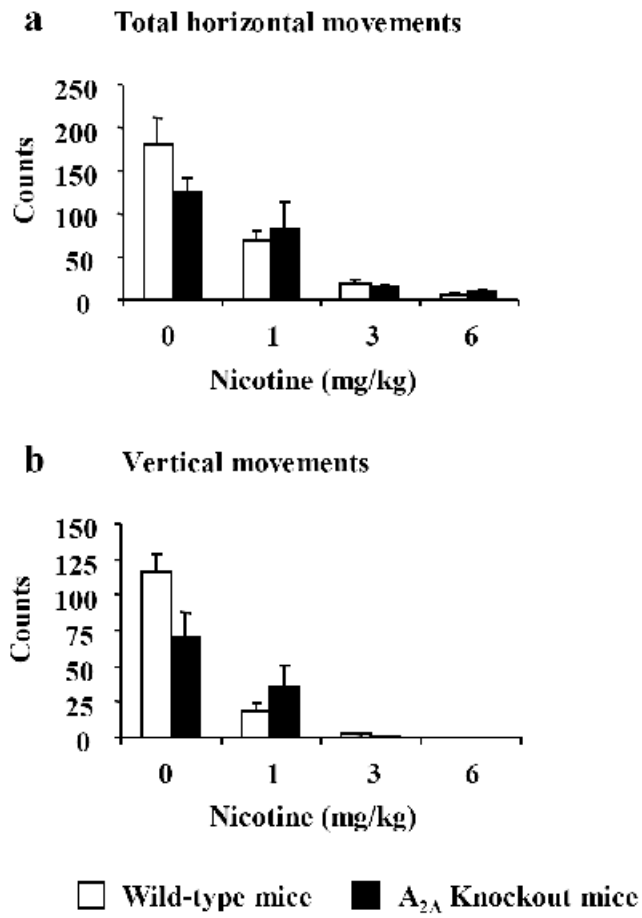 a Total horizontal movements
250
200
150
100
50
0
Counts
0 1 3 6
Nicotine (mg/kg)
b Vertical movements
150
125
100
75
50
25
0
Counts
0 1 3 6
Nicotine (mg/kg)
Wild-type mice A2A Knockout mice